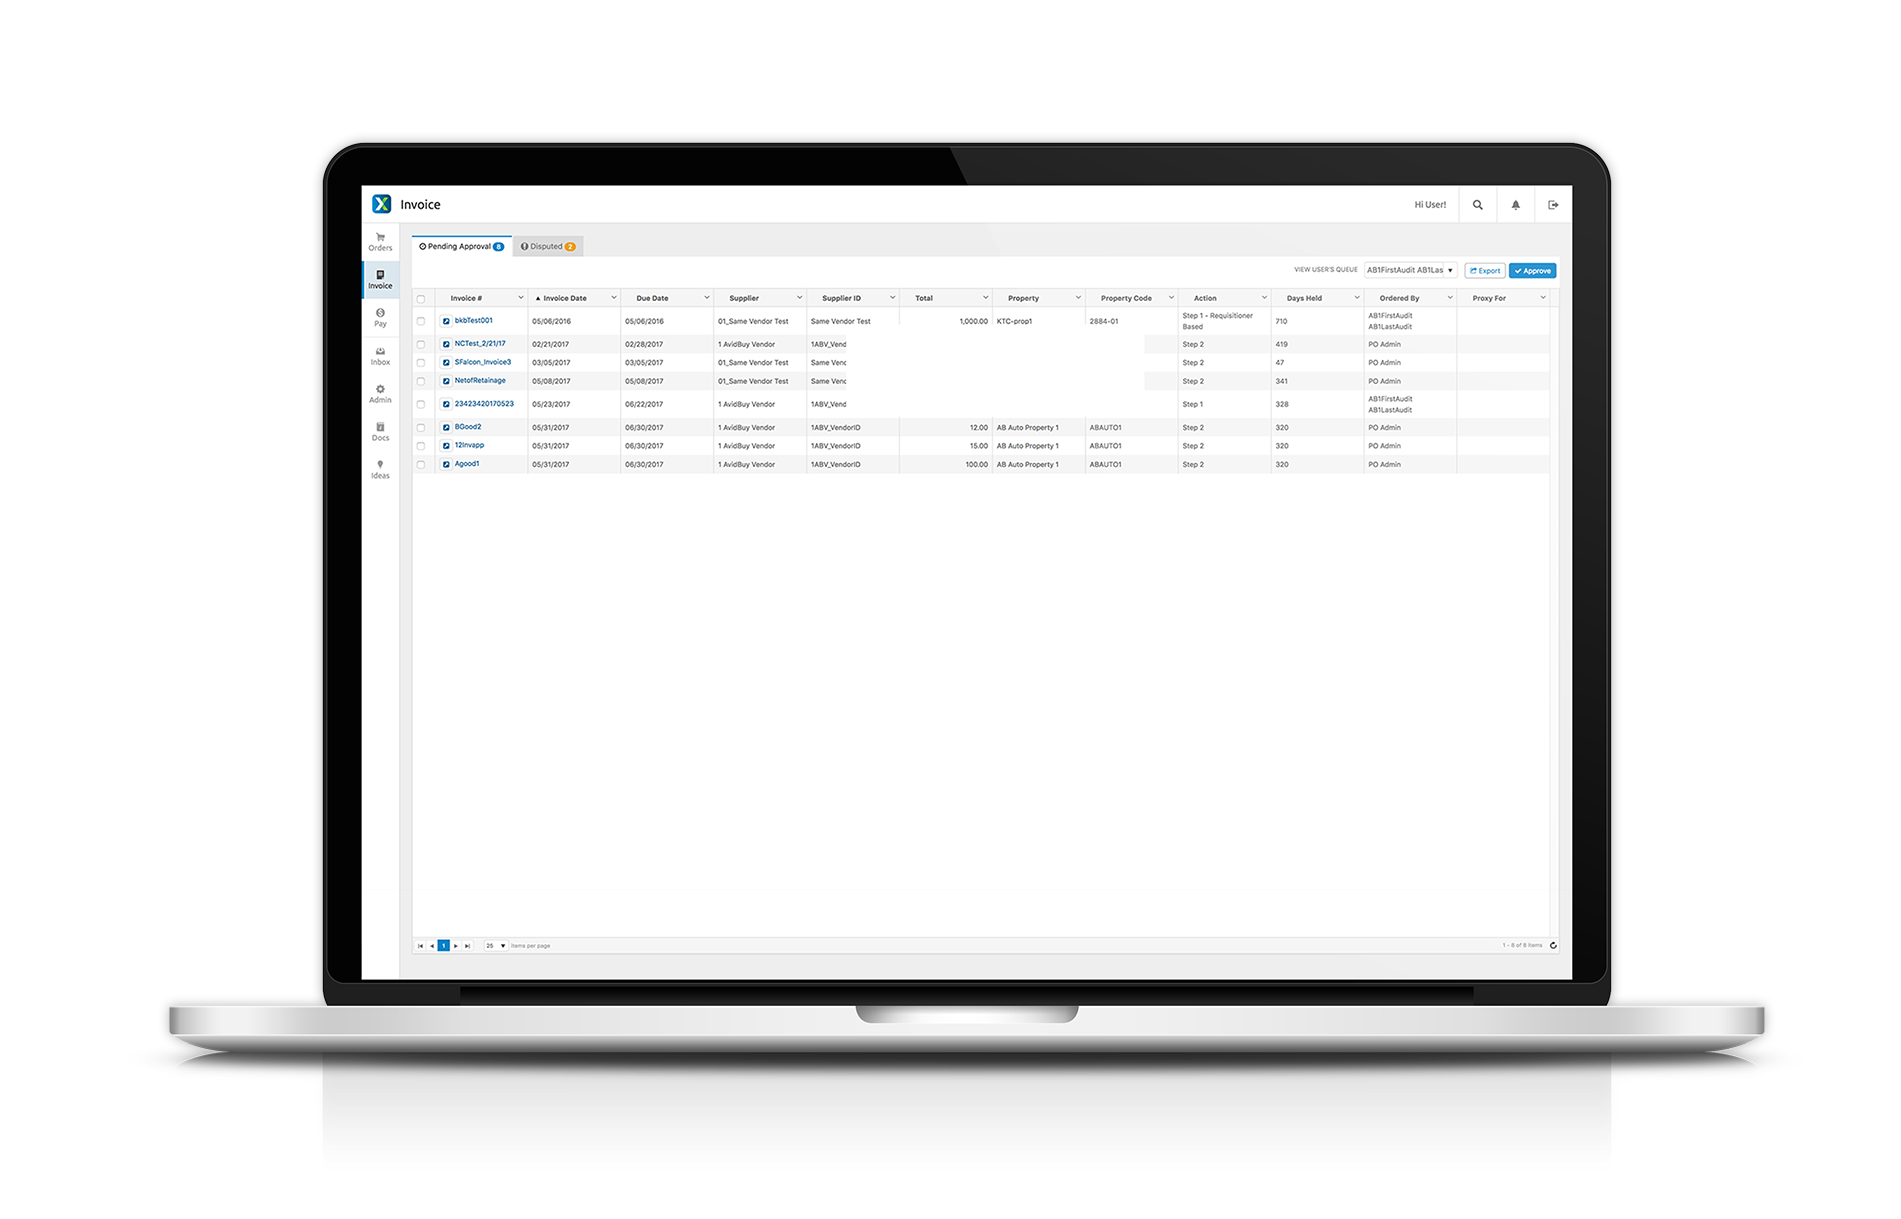 Invoice
Hi User!
Orders
Invoice
Pay
Inbox
Admin
Docs
Ideas
Pending Approval 8
Disputed 2
VIEW USER'S QUEUE AB1FirstAudit AB1Las Export Approve
Invoice # Invoice Date Due Date Supplier Supplier ID Total Property Property Code Action Days Held Ordered By Proxy For
bkbTest001 05/06/2016 05/06/2016 01_Same Vendor Test Same Vendor Test 1,000.00 KTC-prop1 2884-01 Step 1 - Requisitioner Based 710 AB1FirstAudit AB1LastAudit
NCTest_2/21/17 02/21/2017 02/28/2017 1 AvidBuy Vendor 1ABV_Vend Step 2 419 PO Admin
SFalcon_Invoice3 03/05/2017 03/05/2017 01_Same Vendor Test Same Venc Step 2 47 PO Admin
NetofRetainage 05/08/2017 05/08/2017 01_Same Vendor Test Same Venc Step 2 341 PO Admin
23423420170523 05/23/2017 06/22/2017 1 AvidBuy Vendor 1ABV_Vend Step 1 328 AB1FirstAudit AB1LastAudit
BGood2 05/31/2017 06/30/2017 1 AvidBuy Vendor 1ABV_VendorID 12.00 AB Auto Property 1 ABAUTO1 Step 2 320 PO Admin
12Invapp 05/31/2017 06/30/2017 1 AvidBuy Vendor 1ABV_VendorID 15.00 AB Auto Property 1 ABAUTO1 Step 2 320 PO Admin
Agood1 05/31/2017 06/30/2017 1 AvidBuy Vendor 1ABV_VendorID 100.00 AB Auto Property 1 ABAUTO1 Step 2 320 PO Admin
1 25 items per page
1 - 8 of 8 items